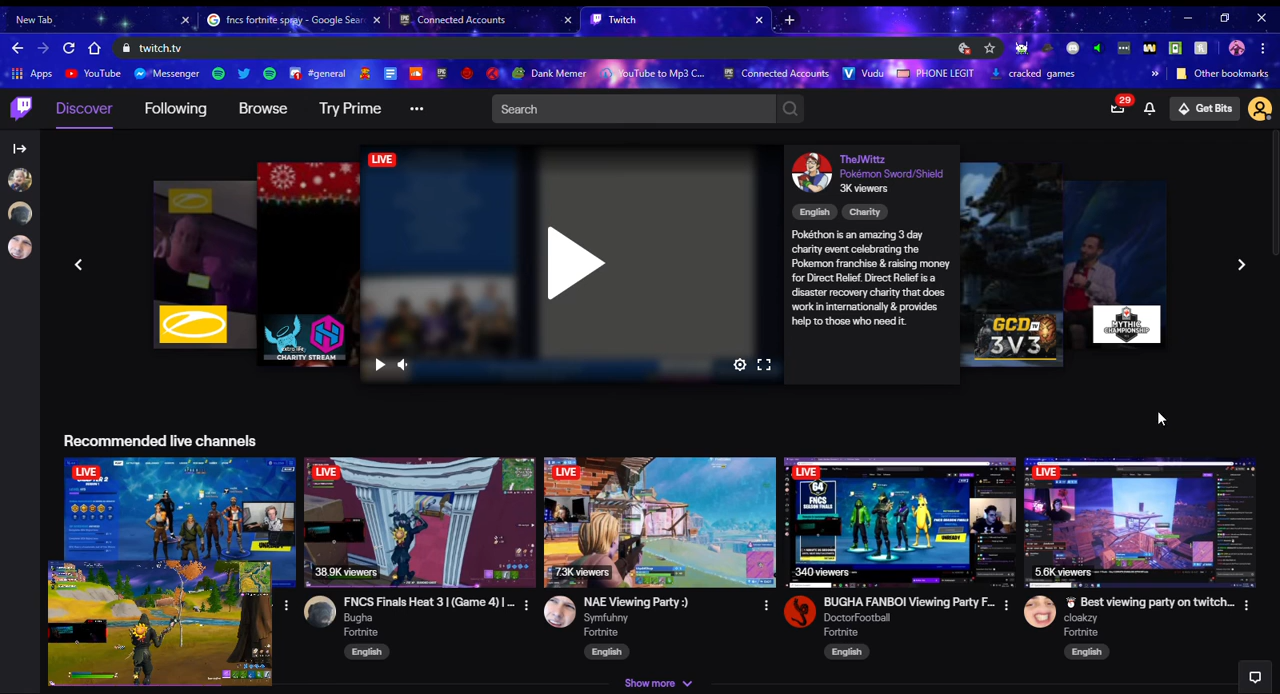 New Tab
fncs fortnite spray - Google Sear
Connected Accounts
Twitch
twitch.tv
Apps
YouTube
Messenger
#general
Dank Memer
YouTube to Mp3 C...
Connected Accounts
Vudu
PHONE LEGIT
cracked games
»
Other bookmarks
Discover
Following
Browse
Try Prime
Search
29
Get Bits
LIVE
TheJWittz
Pokémon Sword/Shield
3K viewers
English
Charity
Pokéthon is an amazing 3 day
charity event celebrating the
Pokemon franchise & raising money
for Direct Relief. Direct Relief is a
disaster recovery charity that does
work in internationally & provides
help to those who need it.
CHARITY STREAM
GCD
3V3
MYTHIC
CHAMPIONSHIP
Recommended live channels
LIVE
LIVE
38.9K viewers
LIVE
7.3K viewers
LIVE
64
FNCS
SEASON FINALS
340 viewers
LIVE
5.6K viewers
FNCS Finals Heat 3 | (Game 4) | ...
Bugha
Fortnite
English
NAE Viewing Party :)
Symfuhny
Fortnite
English
BUGHA FANBOI Viewing Party F...
DoctorFootball
Fortnite
English
Best viewing party on twitch...
cloakzy
Fortnite
English
Show more